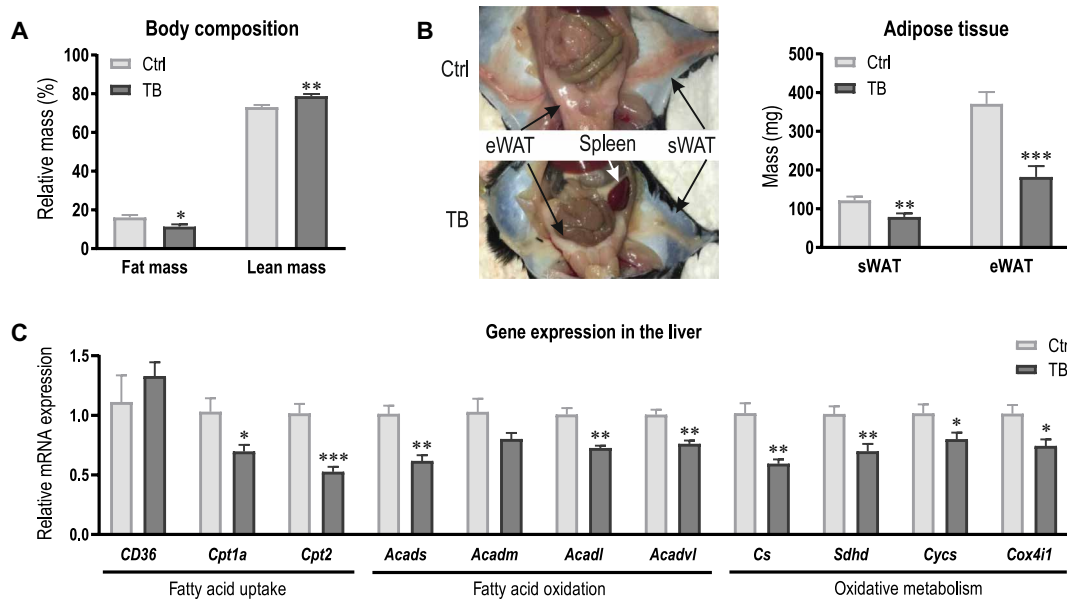 A
Body composition
Ctrl
TB
Relative mass (%)
100
80
60
40
20
0
*
**
Fat mass
Lean mass
B
Ctrl
eWAT
Spleen
sWAT
TB
Adipose tissue
Ctrl
TB
Mass (mg)
500
400
300
200
100
0
**
***
sWAT
eWAT
C
Gene expression in the liver
Ctr
TB
Relative mRNA expression
1.5
1.0
0.5
0.0
*
***
**
**
**
**
**
*
*
CD36
Cpt1a
Cpt2
Acads
Acadm
Acadl
Acadvl
Cs
Sdhd
Cycs
Cox4i1
Fatty acid uptake
Fatty acid oxidation
Oxidative metabolism